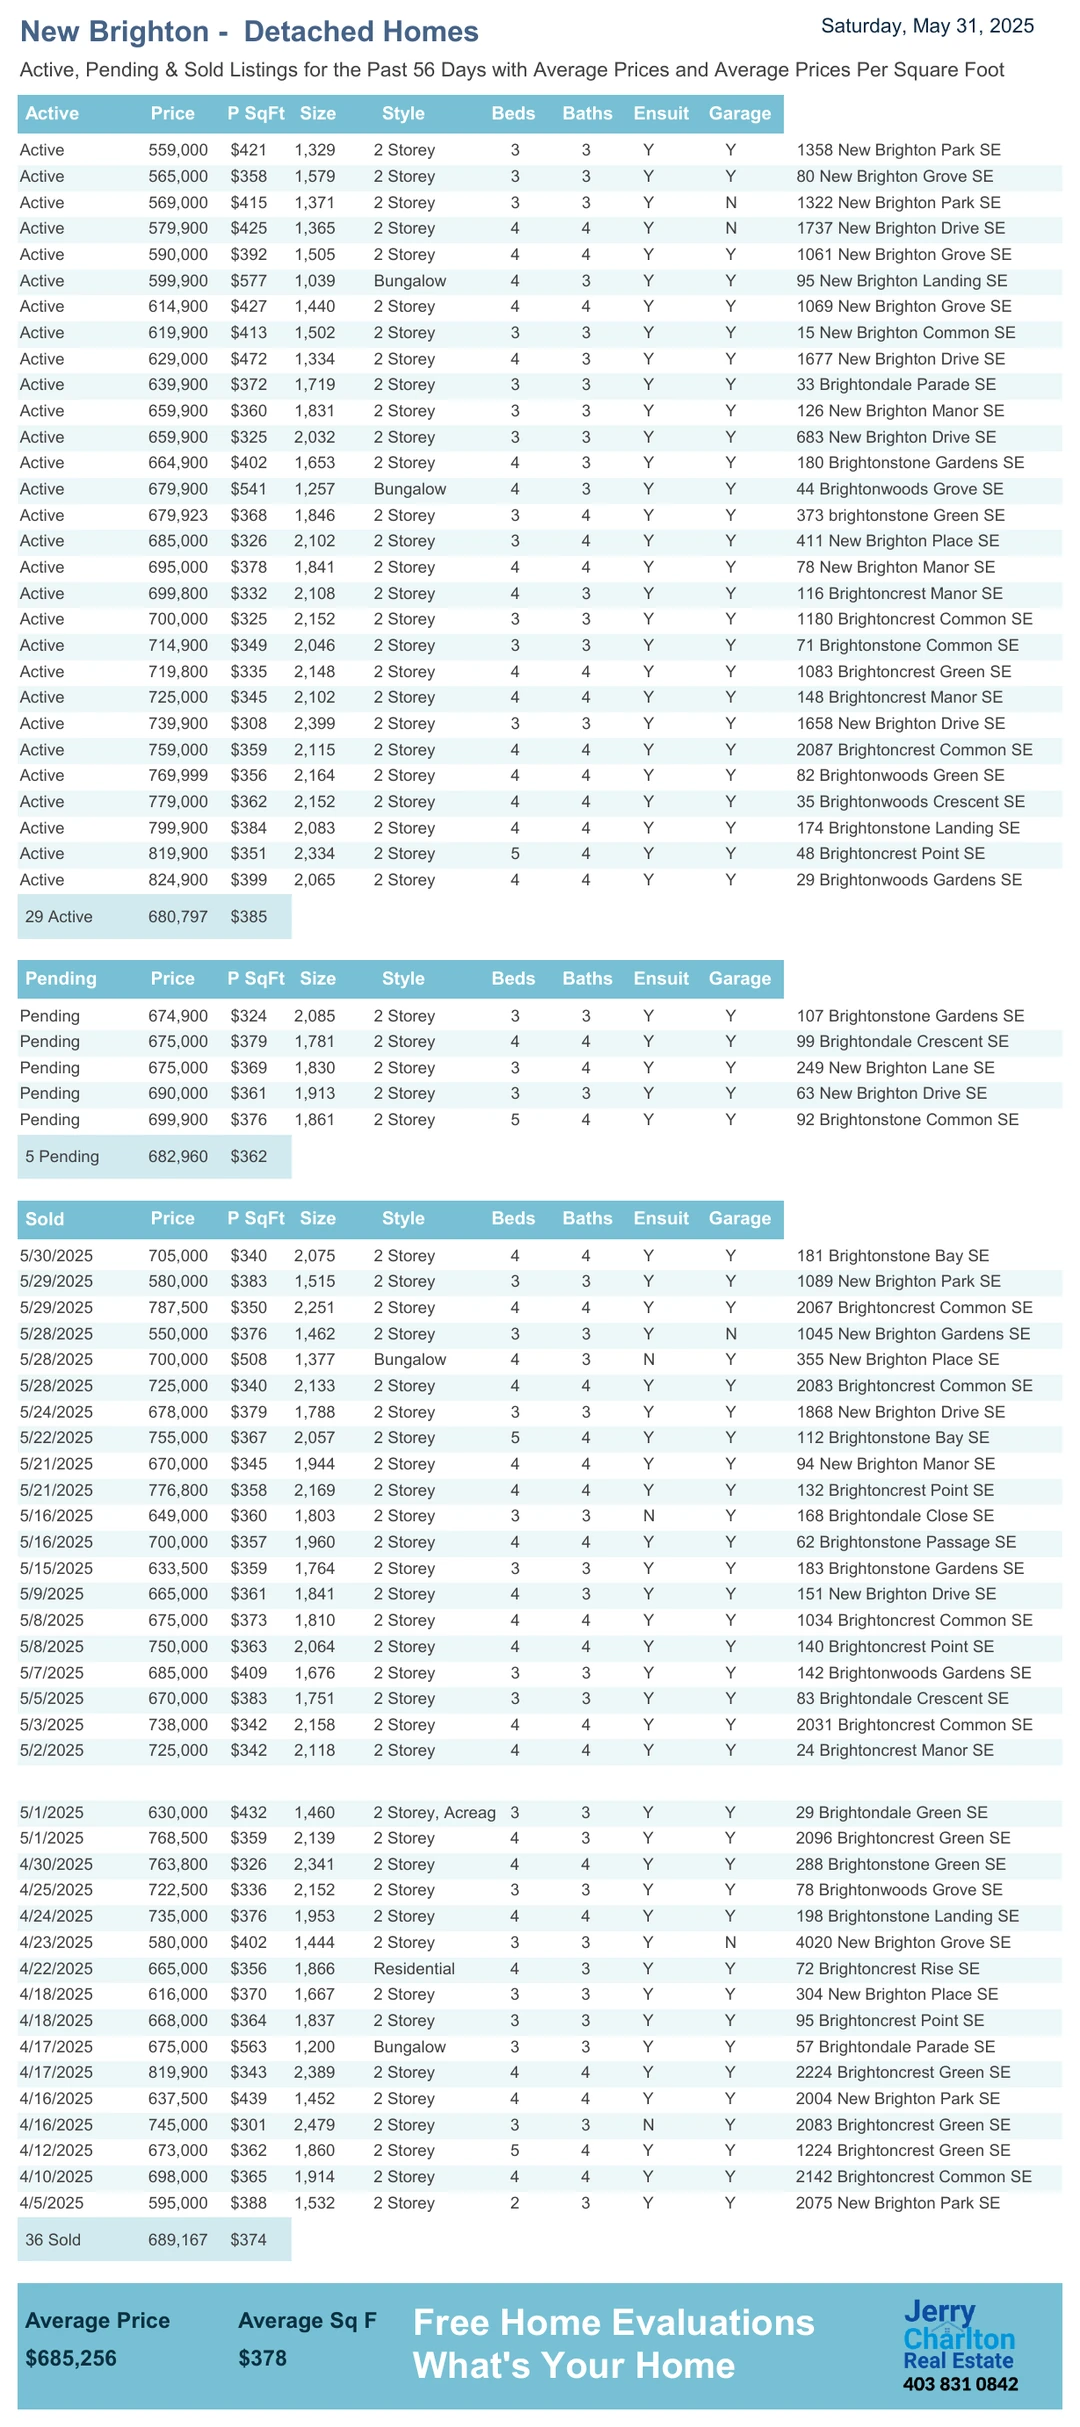 New Brighton - Detached Homes
Saturday, May 31, 2025
Active, Pending & Sold Listings for the Past 56 Days with Average Prices and Average Prices Per Square Foot
Active Price P SqFt Size Style Beds Baths Ensuit Garage
Active 559,000 $421 1,329 2 Storey 3 3 Y Y 1358 New Brighton Park SE
Active 565,000 $358 1,579 2 Storey 3 3 Y Y 80 New Brighton Grove SE
Active 569,000 $415 1,371 2 Storey 3 3 Y N 1322 New Brighton Park SE
Active 579,900 $425 1,365 2 Storey 4 4 Y N 1737 New Brighton Drive SE
Active 590,000 $392 1,505 2 Storey 4 4 Y Y 1061 New Brighton Grove SE
Active 599,900 $577 1,039 Bungalow 4 3 Y Y 95 New Brighton Landing SE
Active 614,900 $427 1,440 2 Storey 4 4 Y Y 1069 New Brighton Grove SE
Active 619,900 $413 1,502 2 Storey 3 3 Y Y 15 New Brighton Common SE
Active 629,000 $472 1,334 2 Storey 4 3 Y Y 1677 New Brighton Drive SE
Active 639,900 $372 1,719 2 Storey 3 3 Y Y 33 Brightondale Parade SE
Active 659,900 $360 1,831 2 Storey 3 3 Y Y 126 New Brighton Manor SE
Active 659,900 $325 2,032 2 Storey 3 3 Y Y 683 New Brighton Drive SE
Active 664,900 $402 1,653 2 Storey 4 3 Y Y 180 Brightonstone Gardens SE
Active 679,900 $541 1,257 Bungalow 4 3 Y Y 44 Brightonwoods Grove SE
Active 679,923 $368 1,846 2 Storey 3 4 Y Y 373 brightonstone Green SE
Active 685,000 $326 2,102 2 Storey 3 4 Y Y 411 New Brighton Place SE
Active 695,000 $378 1,841 2 Storey 4 4 Y Y 78 New Brighton Manor SE
Active 699,800 $332 2,108 2 Storey 4 3 Y Y 116 Brightoncrest Manor SE
Active 700,000 $325 2,152 2 Storey 3 3 Y Y 1180 Brightoncrest Common SE
Active 714,900 $349 2,046 2 Storey 3 3 Y Y 71 Brightonstone Common SE
Active 719,800 $335 2,148 2 Storey 4 4 Y Y 1083 Brightoncrest Green SE
Active 725,000 $345 2,102 2 Storey 4 4 Y Y 148 Brightoncrest Manor SE
Active 739,900 $308 2,399 2 Storey 3 3 Y Y 1658 New Brighton Drive SE
Active 759,000 $359 2,115 2 Storey 4 4 Y Y 2087 Brightoncrest Common SE
Active 769,999 $356 2,164 2 Storey 4 4 Y Y 82 Brightonwoods Green SE
Active 779,000 $362 2,152 2 Storey 4 4 Y Y 35 Brightonwoods Crescent SE
Active 799,900 $384 2,083 2 Storey 4 4 Y Y 174 Brightonstone Landing SE
Active 819,900 $351 2,334 2 Storey 5 4 Y Y 48 Brightoncrest Point SE
Active 824,900 $399 2,065 2 Storey 4 4 Y Y 29 Brightonwoods Gardens SE
29 Active 680,797 $385
Pending Price P SqFt Size Style Beds Baths Ensuit Garage
Pending 674,900 $324 2,085 2 Storey 3 3 Y Y 107 Brightonstone Gardens SE
Pending 675,000 $379 1,781 2 Storey 4 4 Y Y 99 Brightondale Crescent SE
Pending 675,000 $369 1,830 2 Storey 3 4 Y Y 249 New Brighton Lane SE
Pending 690,000 $361 1,913 2 Storey 3 3 Y Y 63 New Brighton Drive SE
Pending 699,900 $376 1,861 2 Storey 5 4 Y Y 92 Brightonstone Common SE
5 Pending 682,960 $362
Sold Price P SqFt Size Style Beds Baths Ensuit Garage
5/30/2025 705,000 $340 2,075 2 Storey 4 4 Y Y 181 Brightonstone Bay SE
5/29/2025 580,000 $383 1,515 2 Storey 3 3 Y Y 1089 New Brighton Park SE
5/29/2025 787,500 $350 2,251 2 Storey 4 4 Y Y 2067 Brightoncrest Common SE
5/28/2025 550,000 $376 1,462 2 Storey 3 3 Y N 1045 New Brighton Gardens SE
5/28/2025 700,000 $508 1,377 Bungalow 4 3 N Y 355 New Brighton Place SE
5/28/2025 725,000 $340 2,133 2 Storey 4 4 Y Y 2083 Brightoncrest Common SE
5/24/2025 678,000 $379 1,788 2 Storey 3 3 Y Y 1868 New Brighton Drive SE
5/22/2025 755,000 $367 2,057 2 Storey 5 4 Y Y 112 Brightonstone Bay SE
5/21/2025 670,000 $345 1,944 2 Storey 4 4 Y Y 94 New Brighton Manor SE
5/21/2025 776,800 $358 2,169 2 Storey 4 4 Y Y 132 Brightoncrest Point SE
5/16/2025 649,000 $360 1,803 2 Storey 3 3 N Y 168 Brightondale Close SE
5/16/2025 700,000 $357 1,960 2 Storey 4 4 Y Y 62 Brightonstone Passage SE
5/15/2025 633,500 $359 1,764 2 Storey 3 3 Y Y 183 Brightonstone Gardens SE
5/9/2025 665,000 $361 1,841 2 Storey 4 3 Y Y 151 New Brighton Drive SE
5/8/2025 675,000 $373 1,810 2 Storey 4 4 Y Y 1034 Brightoncrest Common SE
5/8/2025 750,000 $363 2,064 2 Storey 4 4 Y Y 140 Brightoncrest Point SE
5/7/2025 685,000 $409 1,676 2 Storey 3 3 Y Y 142 Brightonwoods Gardens SE
5/5/2025 670,000 $383 1,751 2 Storey 3 3 Y Y 83 Brightondale Crescent SE
5/3/2025 738,000 $342 2,158 2 Storey 4 4 Y Y 2031 Brightoncrest Common SE
5/2/2025 725,000 $342 2,118 2 Storey 4 4 Y Y 24 Brightoncrest Manor SE
5/1/2025 630,000 $432 1,460 2 Storey, Acreag 3 3 Y Y 29 Brightondale Green SE
5/1/2025 768,500 $359 2,139 2 Storey 4 3 Y Y 2096 Brightoncrest Green SE
4/30/2025 763,800 $326 2,341 2 Storey 4 4 Y Y 288 Brightonstone Green SE
4/25/2025 722,500 $336 2,152 2 Storey 3 3 Y Y 78 Brightonwoods Grove SE
4/24/2025 735,000 $376 1,953 2 Storey 4 4 Y Y 198 Brightonstone Landing SE
4/23/2025 580,000 $402 1,444 2 Storey 3 3 Y N 4020 New Brighton Grove SE
4/22/2025 665,000 $356 1,866 Residential 4 3 Y Y 72 Brightoncrest Rise SE
4/18/2025 616,000 $370 1,667 2 Storey 3 3 Y Y 304 New Brighton Place SE
4/18/2025 668,000 $364 1,837 2 Storey 3 3 Y Y 95 Brightoncrest Point SE
4/17/2025 675,000 $563 1,200 Bungalow 3 3 Y Y 57 Brightondale Parade SE
4/17/2025 819,900 $343 2,389 2 Storey 4 4 Y Y 2224 Brightoncrest Green SE
4/16/2025 637,500 $439 1,452 2 Storey 4 4 Y Y 2004 New Brighton Park SE
4/16/2025 745,000 $301 2,479 2 Storey 3 3 N Y 2083 Brightoncrest Green SE
4/12/2025 673,000 $362 1,860 2 Storey 5 4 Y Y 1224 Brightoncrest Green SE
4/10/2025 698,000 $365 1,914 2 Storey 4 4 Y Y 2142 Brightoncrest Common SE
4/5/2025 595,000 $388 1,532 2 Storey 2 3 Y Y 2075 New Brighton Park SE
36 Sold 689,167 $374
Average Price Average Sq F
$685,256 $378
Free Home Evaluations
What's Your Home
Jerry
Charlton
Real Estate
403 831 0842